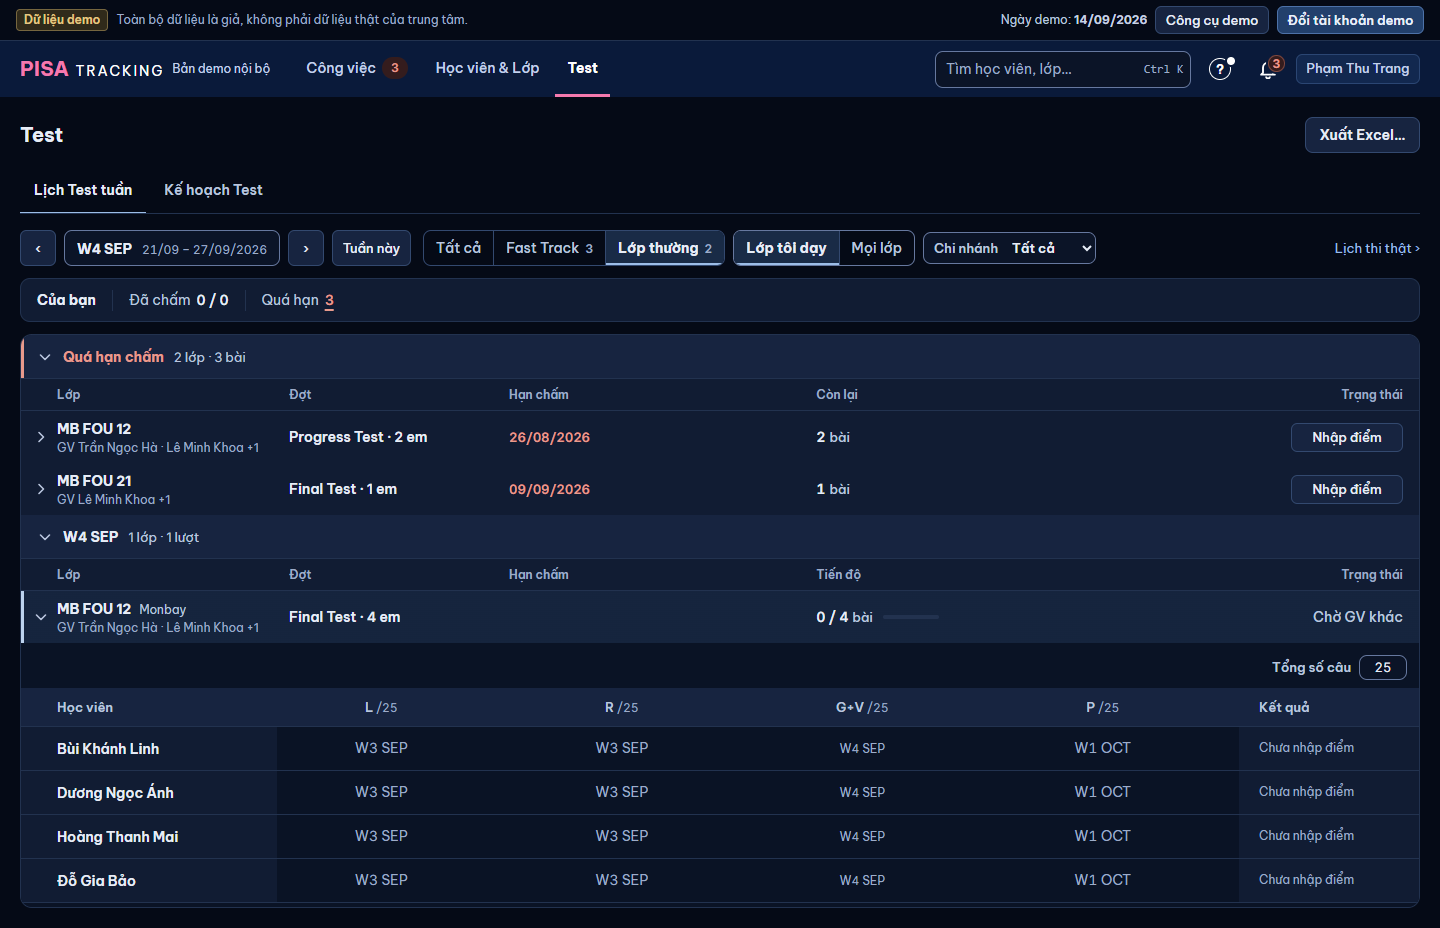 Dữ liệu demo Toàn bộ dữ liệu là giả, không phải dữ liệu thật của trung tâm. Ngày demo: 14/09/2026 Công cụ demo Đổi tài khoản demo
PISA TRACKING Bản demo nội bộ Công việc 3 Học viên & Lớp Test Tìm học viên, lớp... Ctrl K ? 3 Phạm Thu Trang
Test Xuất Excel...
Lịch Test tuần Kế hoạch Test
‹ W4 SEP 21/09 – 27/09/2026 › Tuần này Tất cả Fast Track 3 Lớp thường 2 Lớp tôi dạy Mọi lớp Chi nhánh Tất cả Lịch thi thật ›
Của bạn Đã chấm 0 / 0 Quá hạn 3
Quá hạn chấm 2 lớp · 3 bài
Lớp Đợt Hạn chấm Còn lại Trạng thái
MB FOU 12
GV Trần Ngọc Hà · Lê Minh Khoa +1
Progress Test · 2 em 26/08/2026 2 bài Nhập điểm
MB FOU 21
GV Lê Minh Khoa +1
Final Test · 1 em 09/09/2026 1 bài Nhập điểm
W4 SEP 1 lớp · 1 lượt
Lớp Đợt Hạn chấm Tiến độ Trạng thái
MB FOU 12 Monbay
GV Trần Ngọc Hà · Lê Minh Khoa +1
Final Test · 4 em 0 / 4 bài Chờ GV khác
Tổng số câu 25
Học viên L /25 R /25 G+V /25 P /25 Kết quả
Bùi Khánh Linh W3 SEP W3 SEP W4 SEP W1 OCT Chưa nhập điểm
Dương Ngọc Ánh W3 SEP W3 SEP W4 SEP W1 OCT Chưa nhập điểm
Hoàng Thanh Mai W3 SEP W3 SEP W4 SEP W1 OCT Chưa nhập điểm
Đỗ Gia Bảo W3 SEP W3 SEP W4 SEP W1 OCT Chưa nhập điểm